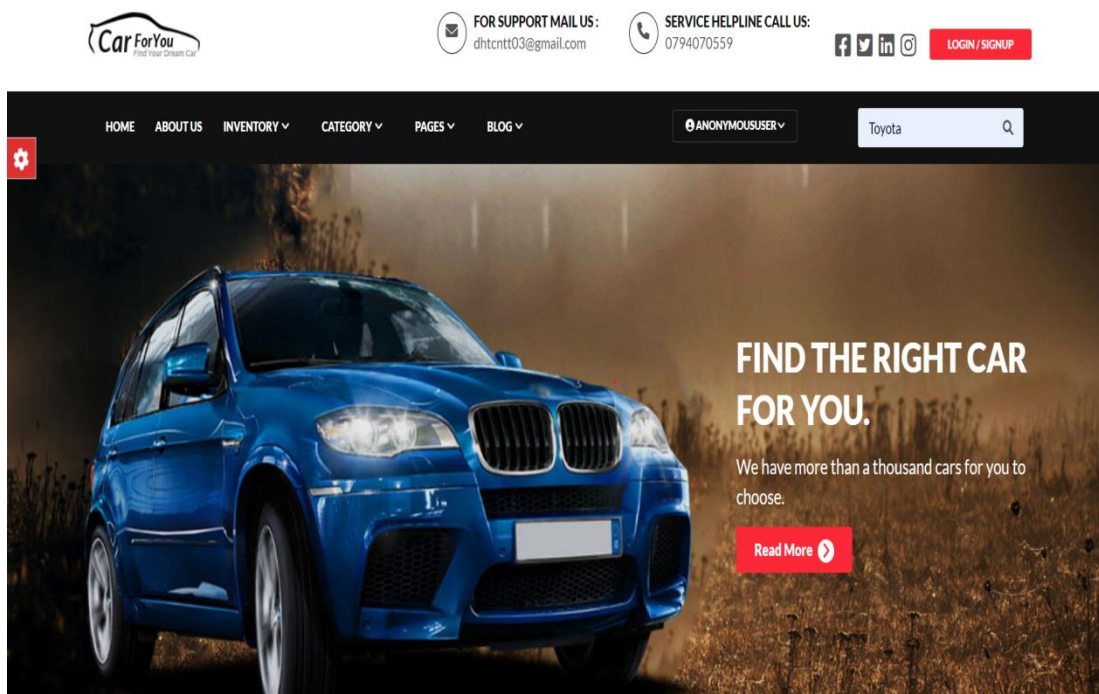 Car ForYou
Find Your Dream Car
FOR SUPPORT MAIL US :
dhtcntt03@gmail.com
SERVICE HELPLINE CALL US:
0794070559
LOGIN / SIGNUP
HOME ABOUT US INVENTORY CATEGORY PAGES BLOG
ANONYMOUSUSER
Toyota
FIND THE RIGHT CAR
FOR YOU.
We have more than a thousand cars for you to
choose.
Read More